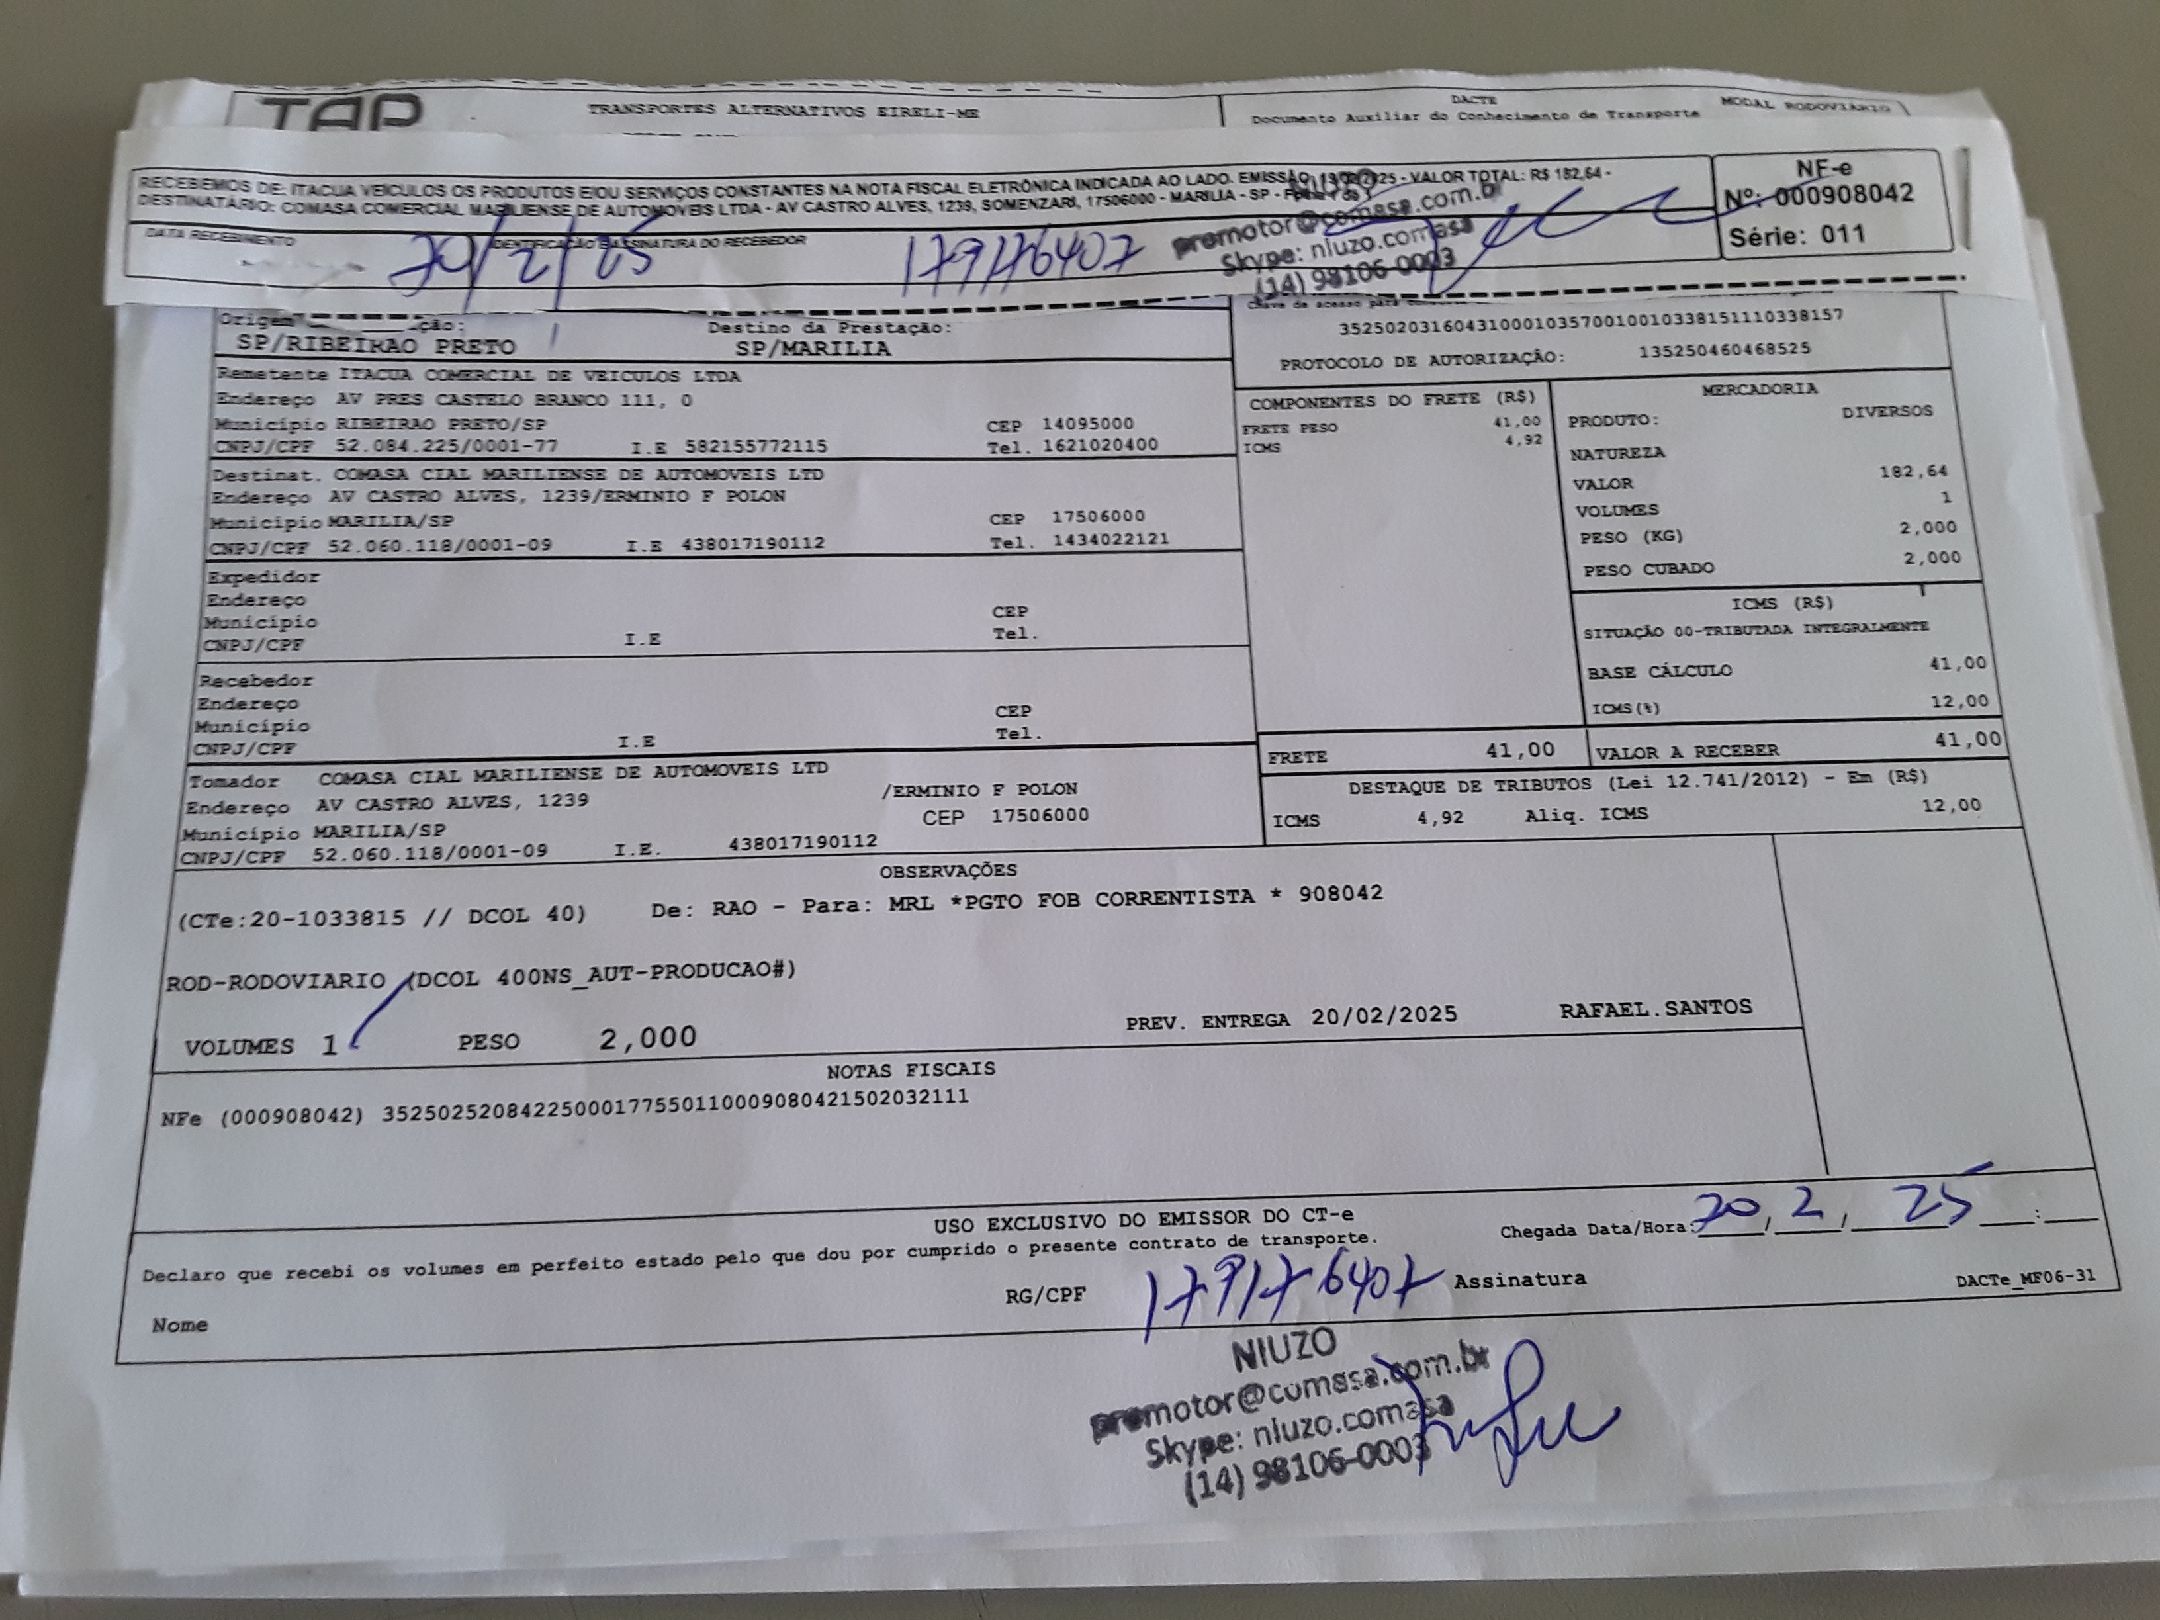 TAP
TRANSPORTES ALTERNATIVOS EIRELI-ME
DACTE
MODAL RODOVIÁRIO
Documento Auxiliar do Conhecimento de Transporte
RECEBEMOS DE: ITACUA VEICULOS OS PRODUTOS E/OU SERVIÇOS CONSTANTES NA NOTA FISCAL ELETRÔNICA INDICADA AO LADO. EMISSÃO: 2025 - VALOR TOTAL: R$ 182,64 -
DESTINATARIO: COMASA COMERCIAL MARILIENSE DE AUTOMOVEIS LTDA - AV CASTRO ALVES, 1239, SOMENZARI, 17506000 - MARILIA - SP -
NF-e
Nº: 000908042
Série: 011
DATA RECEBIMENTO
IDENTIFICAÇÃO E ASSINATURA DO RECEBEDOR
20/2/25
179176407
NIUZO
promotor@comasa.com.br
Skype: niuzo.comasa
(14) 98106-0003
Chave de acesso para
35250203160431000103570010010338151110338157
PROTOCOLO DE AUTORIZAÇÃO: 135250460468525
Origem ção: Destino da Prestação:
SP/RIBEIRAO PRETO SP/MARILIA
Remetente ITACUA COMERCIAL DE VEICULOS LTDA
Endereço AV PRES CASTELO BRANCO 111, 0
Município RIBEIRAO PRETO/SP CEP 14095000
CNPJ/CPF 52.084.225/0001-77 I.E 582155772115 Tel. 1621020400
Destinat. COMASA CIAL MARILIENSE DE AUTOMOVEIS LTD
Endereço AV CASTRO ALVES, 1239/ERMINIO F POLON
Município MARILIA/SP CEP 17506000
CNPJ/CPF 52.060.118/0001-09 I.E 438017190112 Tel. 1434022121
Expedidor
Endereço
Município CEP
CNPJ/CPF I.E Tel.
Recebedor
Endereço
Município CEP
CNPJ/CPF I.E Tel.
Tomador COMASA CIAL MARILIENSE DE AUTOMOVEIS LTD
Endereço AV CASTRO ALVES, 1239 /ERMINIO F POLON
Município MARILIA/SP CEP 17506000
CNPJ/CPF 52.060.118/0001-09 I.E. 438017190112
COMPONENTES DO FRETE (R$)
FRETE PESO 41,00
ICMS 4,92
MERCADORIA
PRODUTO: DIVERSOS
NATUREZA
VALOR 182,64
VOLUMES 1
PESO (KG) 2,000
PESO CUBADO 2,000
ICMS (R$)
SITUAÇÃO 00-TRIBUTADA INTEGRALMENTE
BASE CÁLCULO 41,00
ICMS(%) 12,00
FRETE 41,00 VALOR A RECEBER 41,00
DESTAQUE DE TRIBUTOS (Lei 12.741/2012) - Em (R$)
ICMS 4,92 Aliq. ICMS 12,00
OBSERVAÇÕES
(CTe:20-1033815 // DCOL 40) De: RAO - Para: MRL *PGTO FOB CORRENTISTA * 908042
ROD-RODOVIARIO (DCOL 400NS_AUT-PRODUCAO#)
VOLUMES 1 PESO 2,000 PREV. ENTREGA 20/02/2025 RAFAEL.SANTOS
NOTAS FISCAIS
NFe (000908042) 35250252084225000177550110009080421502032111
USO EXCLUSIVO DO EMISSOR DO CT-e
Chegada Data/Hora: 20/2/25 :
Declaro que recebi os volumes em perfeito estado pelo que dou por cumprido o presente contrato de transporte.
RG/CPF 179176407 Assinatura
DACTe_MF06-31
Nome
NIUZO
promotor@comasa.com.br
Skype: niuzo.comasa
(14) 98106-0003